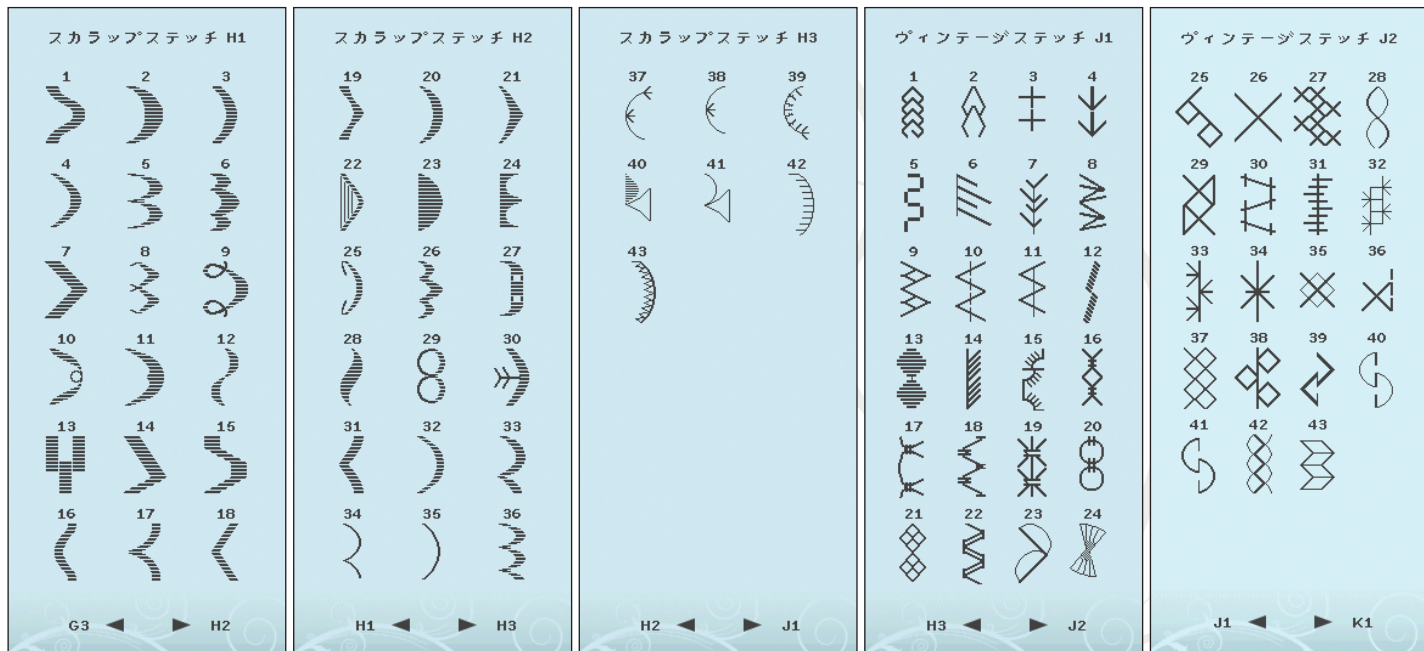 スカラップステッチ H1
1 2 3
4 5 6
7 8 9
10 11 12
13 14 15
16 17 18
G3 H2
スカラップステッチ H2
19 20 21
22 23 24
25 26 27
28 29 30
31 32 33
34 35 36
H1 H3
スカラップステッチ H3
37 38 39
40 41 42
43
H2 J1
ヴィンテージステッチ J1
1 2 3 4
5 6 7 8
9 10 11 12
13 14 15 16
17 18 19 20
21 22 23 24
H3 J2
ヴィンテージステッチ J2
25 26 27 28
29 30 31 32
33 34 35 36
37 38 39 40
41 42 43
J1 K1